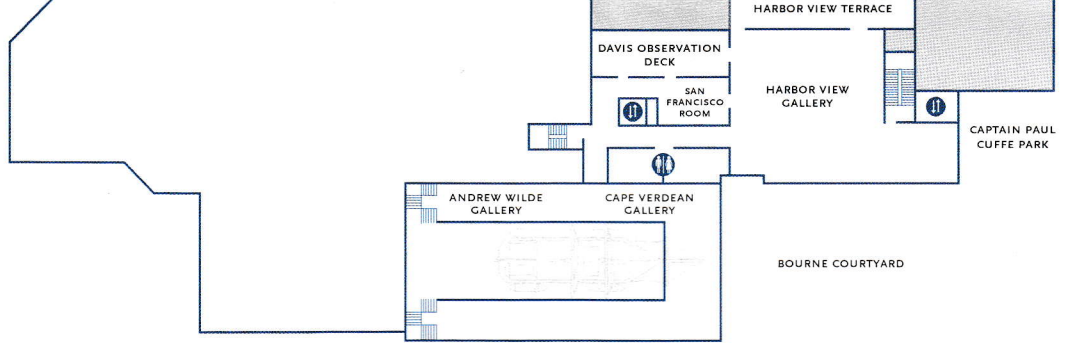 HARBOR VIEW TERRACE
DAVIS OBSERVATION
DECK
SAN
FRANCISCO
ROOM
HARBOR VIEW
GALLERY
CAPTAIN PAUL
CUFFE PARK
ANDREW WILDE
GALLERY
CAPE VERDEAN
GALLERY
BOURNE COURTYARD